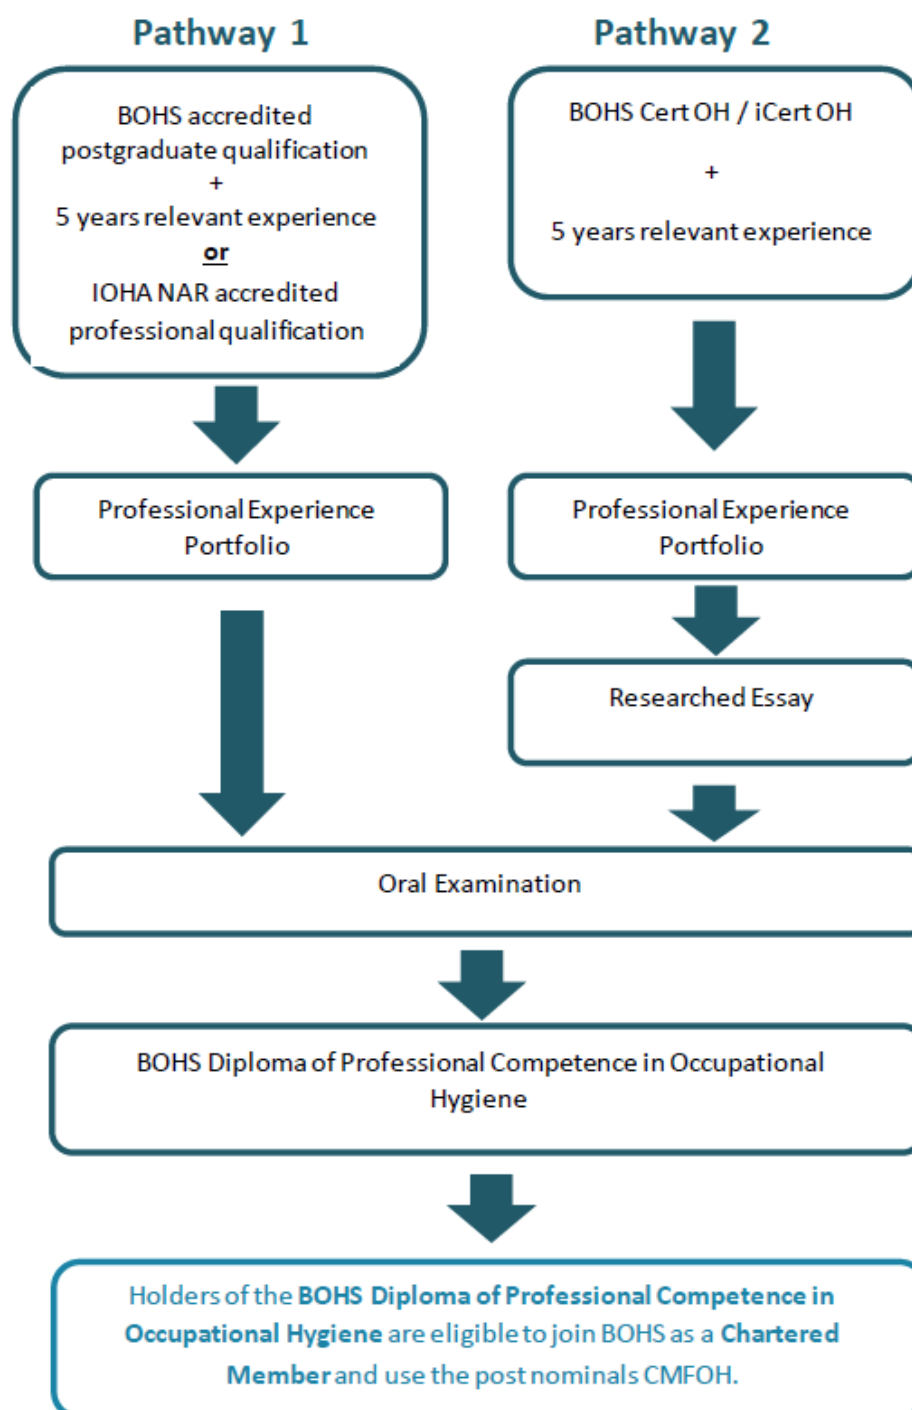 Pathway 1
BOHS accredited
postgraduate qualification
+
5 years relevant experience
or
IOHA NAR accredited
professional qualification
Professional Experience
Portfolio
Pathway 2
BOHS Cert OH / iCert OH
+
5 years relevant experience
Professional Experience
Portfolio
Researched Essay
Oral Examination
BOHS Diploma of Professional Competence in Occupational
Hygiene
Holders of the BOHS Diploma of Professional Competence in
Occupational Hygiene are eligible to join BOHS as a Chartered
Member and use the post nominals CMFOH.